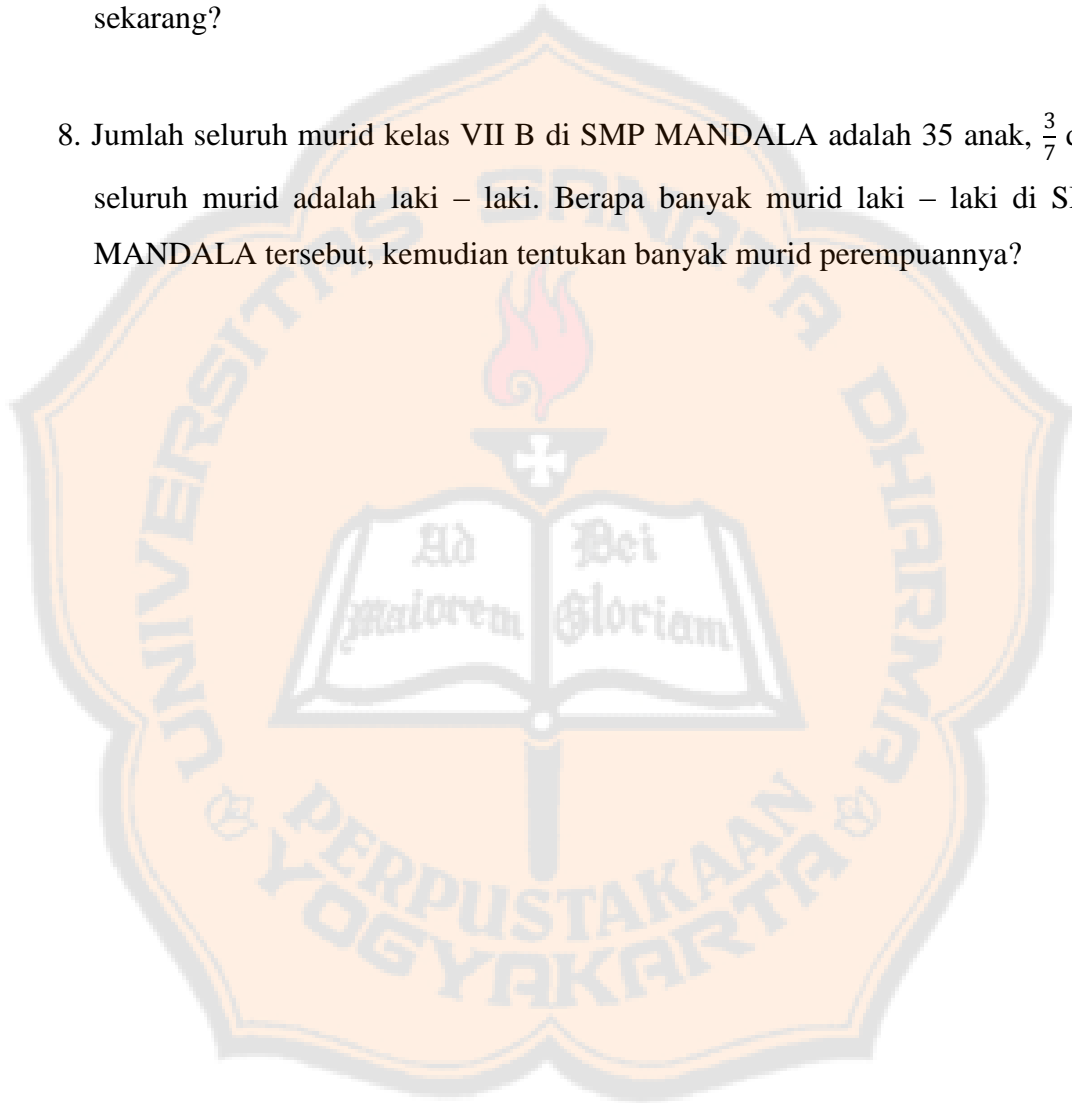 sekarang?
8. Jumlah seluruh murid kelas VII B di SMP MANDALA adalah 35 anak, 3/7 d
seluruh murid adalah laki – laki. Berapa banyak murid laki – laki di S
MANDALA tersebut, kemudian tentukan banyak murid perempuannya?
UNIVERSITAS SANATA DHARMA
Ad Dei
Maiorem Gloriam
PERPUSTAKAAN
YOGYAKARTA